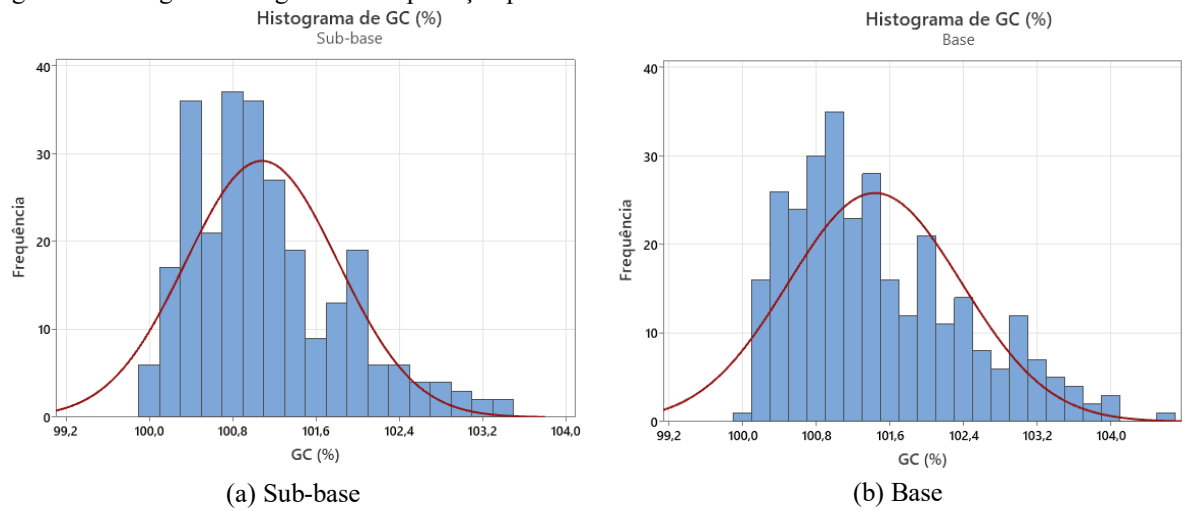 Histograma de GC (%)
Sub-base
40
30
20
10
0
Frequência
99,2 100,0 100,8 101,6 102,4 103,2 104,0
GC (%)
(a) Sub-base
Histograma de GC (%)
Base
40
30
20
10
0
Frequência
99,2 100,0 100,8 101,6 102,4 103,2 104,0
GC (%)
(b) Base